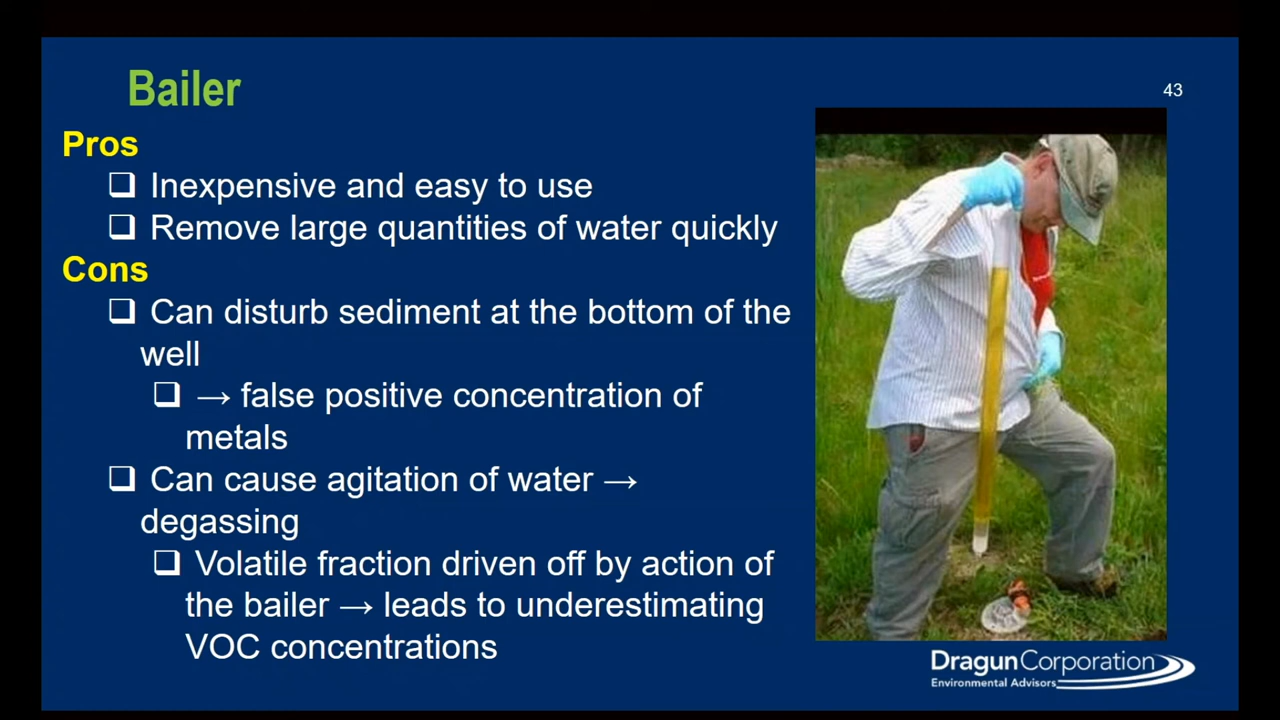 Bailer
43
Pros
❑ Inexpensive and easy to use
❑ Remove large quantities of water quickly
Cons
❑ Can disturb sediment at the bottom of the
well
❑ → false positive concentration of
metals
❑ Can cause agitation of water →
degassing
❑ Volatile fraction driven off by action of
the bailer → leads to underestimating
VOC concentrations
DragunCorporation
Environmental Advisors